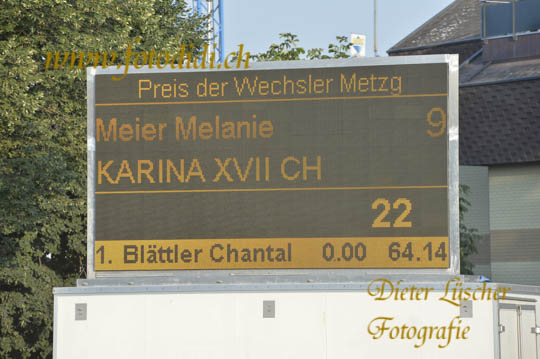 www.fotodidi.ch
Preis der Wechsler Metzg
Meier Melanie 9
KARINA XVII CH
22
1. Blättler Chantal 0.00 64.14
Dieter Lüscher
Fotografie